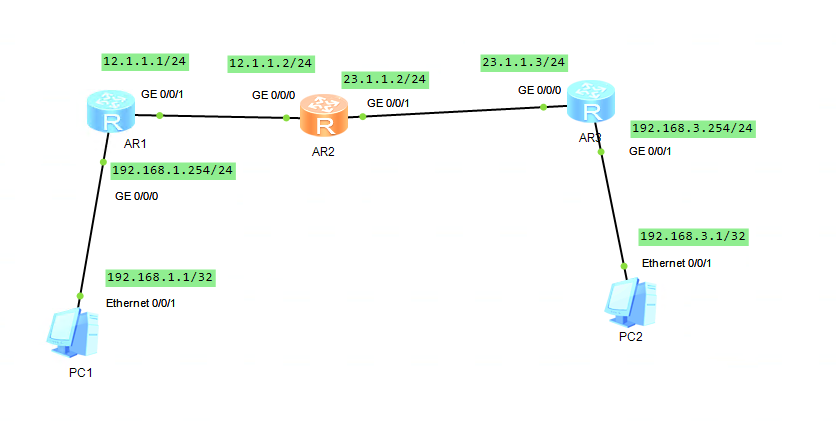 12.1.1.1/24
12.1.1.2/24
23.1.1.2/24
23.1.1.3/24
GE 0/0/1
GE 0/0/0
GE 0/0/1
GE 0/0/0
R
AR1
R
AR2
R
AR3
192.168.1.254/24
GE 0/0/0
192.168.3.254/24
GE 0/0/1
192.168.1.1/32
Ethernet 0/0/1
PC1
192.168.3.1/32
Ethernet 0/0/1
PC2